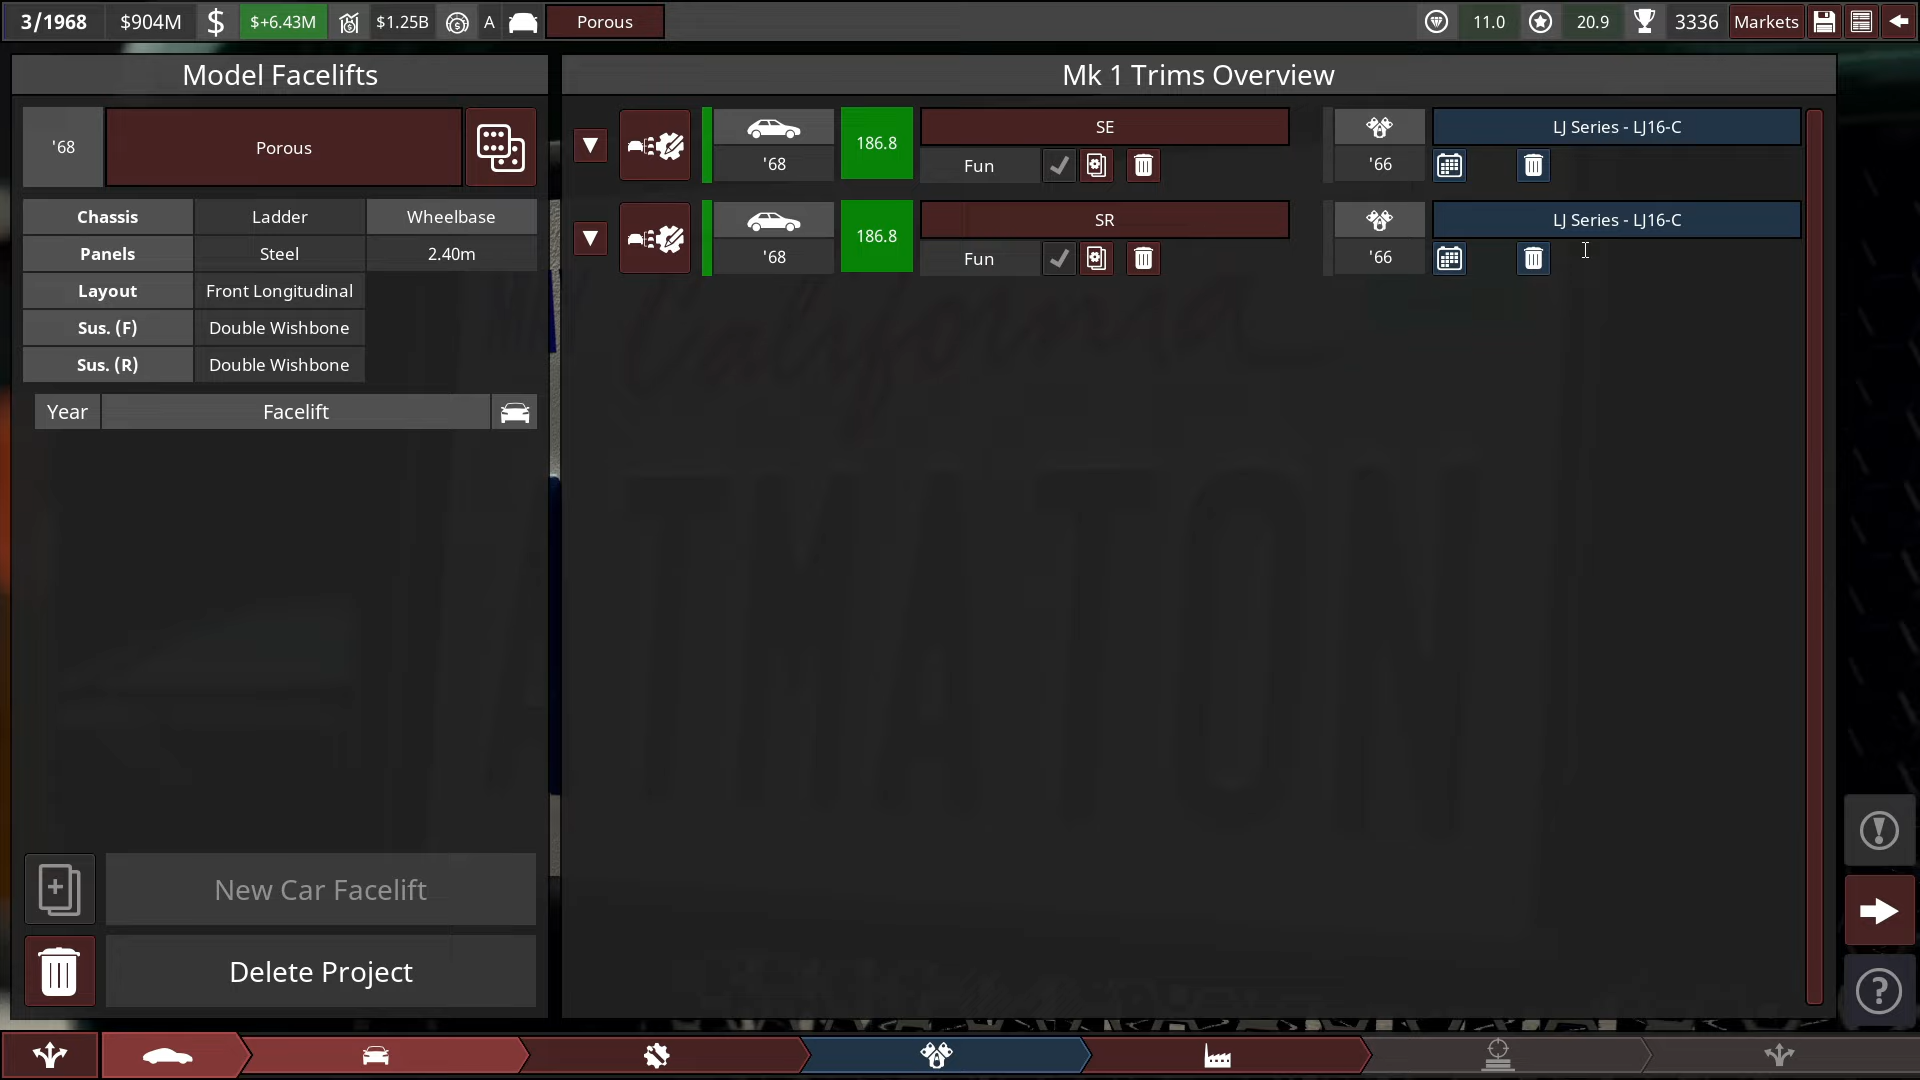 3/1968 $904M $+6.43M $1.25B A Porous 11.0 20.9 3336 Markets
Model Facelifts
'68 Porous
Chassis Ladder Wheelbase
Panels Steel 2.40m
Layout Front Longitudinal
Sus. (F) Double Wishbone
Sus. (R) Double Wishbone
Year Facelift
New Car Facelift
Delete Project
Mk 1 Trims Overview
186.8 SE LJ Series - LJ16-C
'68 Fun '66
186.8 SR LJ Series - LJ16-C
'68 Fun '66
California
ATMATON